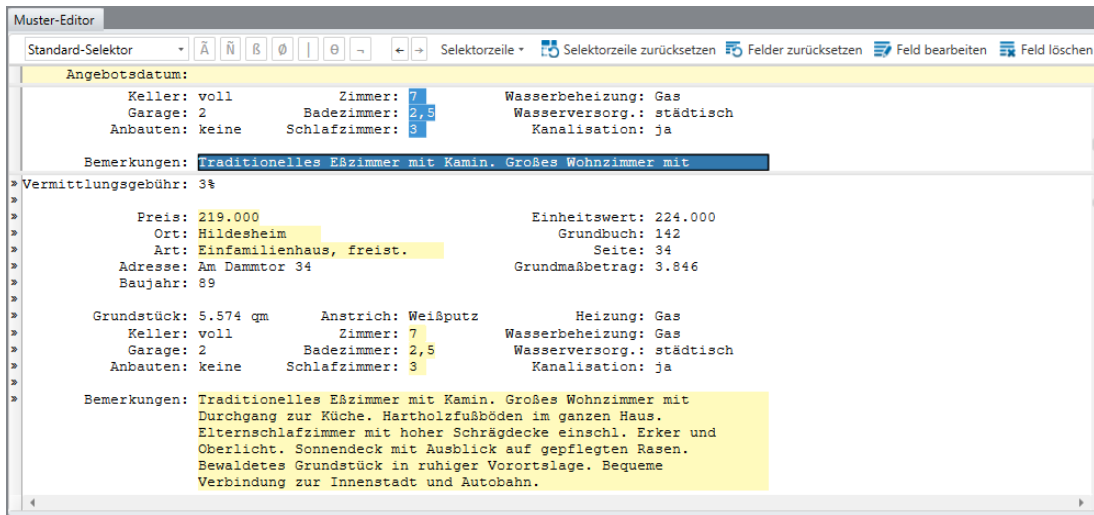 Muster-Editor
Standard-Selektor Ã Ñ ß Ø | θ ¬ ← → Selektorzeile Selektorzeile zurücksetzen Felder zurücksetzen Feld bearbeiten Feld löschen
Angebotsdatum:
Keller: voll Zimmer: 7 Wasserbeheizung: Gas
Garage: 2 Badezimmer: 2,5 Wasserversorg.: städtisch
Anbauten: keine Schlafzimmer: 3 Kanalisation: ja
Bemerkungen: Traditionelles Eßzimmer mit Kamin. Großes Wohnzimmer mit
» Vermittlungsgebühr: 3%
»
» Preis: 219.000 Einheitswert: 224.000
» Ort: Hildesheim Grundbuch: 142
» Art: Einfamilienhaus, freist. Seite: 34
» Adresse: Am Dammtor 34 Grundmaßbetrag: 3.846
» Baujahr: 89
»
» Grundstück: 5.574 qm Anstrich: Weißputz Heizung: Gas
» Keller: voll Zimmer: 7 Wasserbeheizung: Gas
» Garage: 2 Badezimmer: 2,5 Wasserversorg.: städtisch
» Anbauten: keine Schlafzimmer: 3 Kanalisation: ja
»
» Bemerkungen: Traditionelles Eßzimmer mit Kamin. Großes Wohnzimmer mit
Durchgang zur Küche. Hartholzfußböden im ganzen Haus.
Elternschlafzimmer mit hoher Schrägdecke einschl. Erker und
Oberlicht. Sonnendeck mit Ausblick auf gepflegten Rasen.
Bewaldetes Grundstück in ruhiger Vorortslage. Bequeme
Verbindung zur Innenstadt und Autobahn.